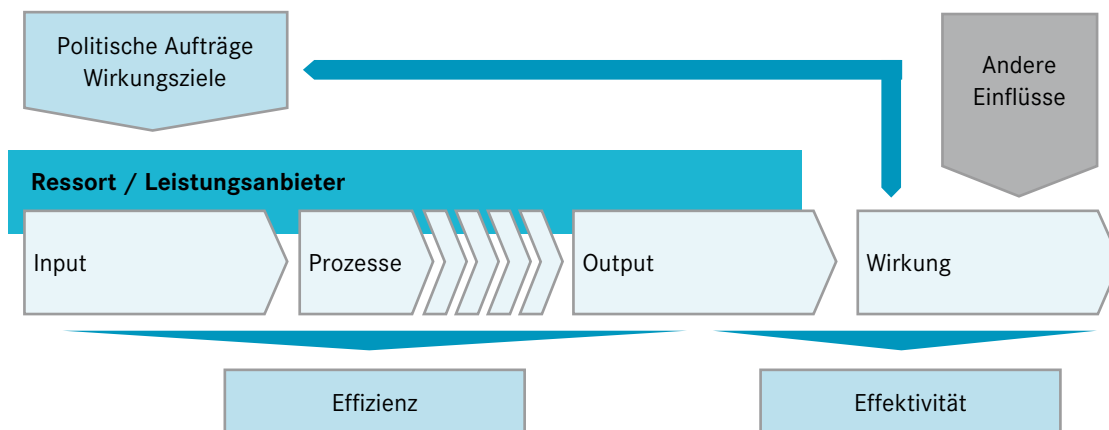 Politische Aufträge
Wirkungsziele
Andere
Einflüsse
Ressort / Leistungsanbieter
Input
Prozesse
Output
Wirkung
Effizienz
Effektivität